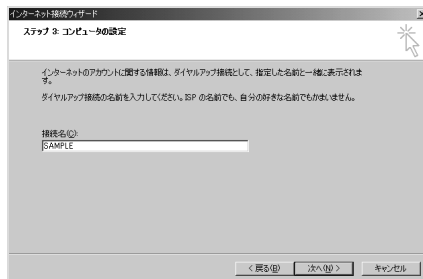 インターネット接続ウィザード
ステップ 3: コンピュータの設定
インターネットのアカウントに関する情報は、ダイヤルアップ接続として、指定した名前と一緒に表示されま
す。
ダイヤルアップ接続の名前を入力してください。ISP の名前でも、自分の好きな名前でもかまいません。
接続名(C):
SAMPLE
< 戻る(B) 次へ(N) > キャンセル